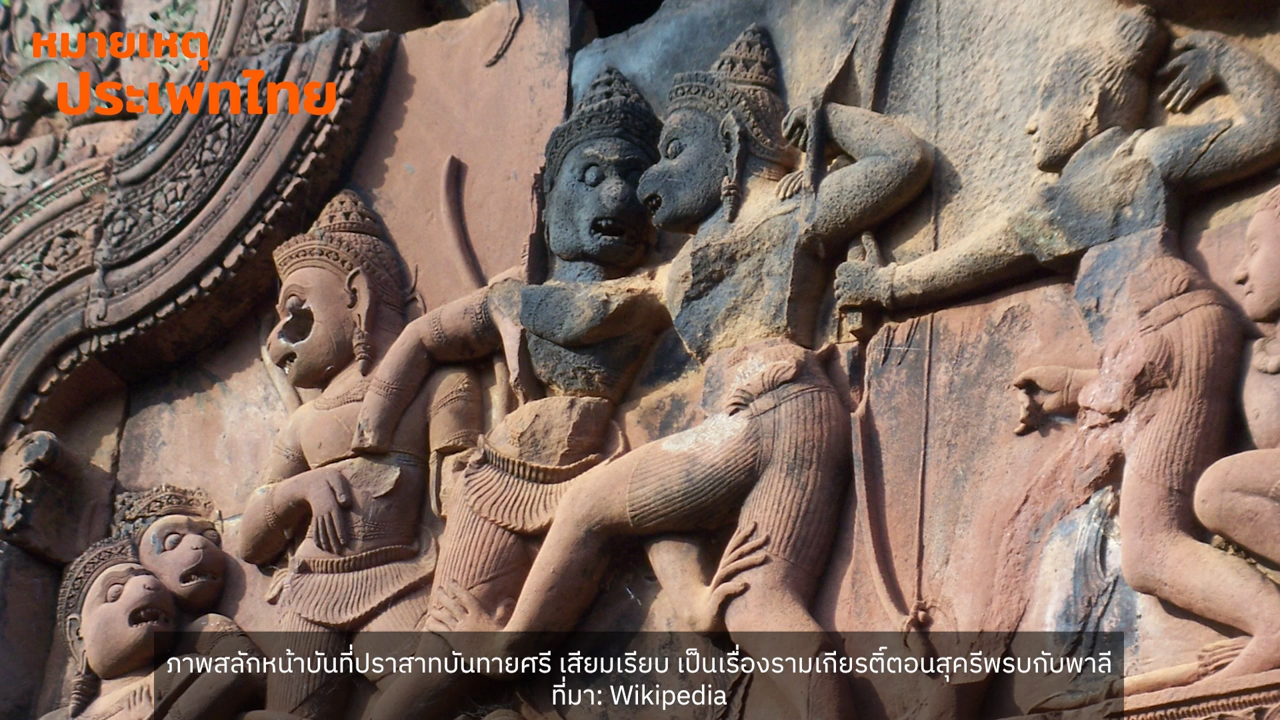 หมายเหตุ
ประเพทไทย
ภาพสลักหน้าบันที่ปราสาทบันทายศรี เสียมเรียบ เป็นเรื่องรามเกียรติ์ตอนสุครีพรบกับพาลี
ที่มา: Wikipedia